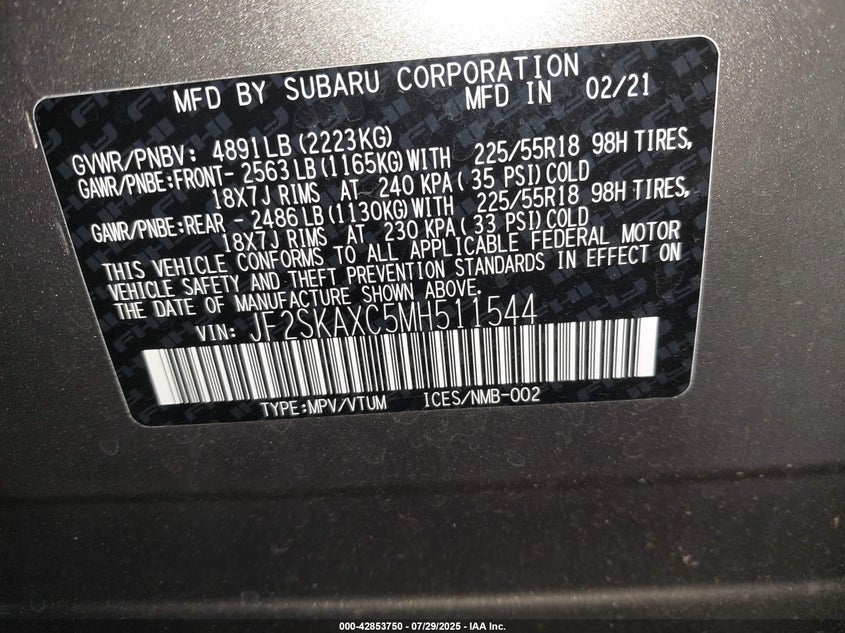 MFD BY SUBARU CORPORATION
MFD IN 02/21
GVWR/PNBV: 4891LB(2223KG)
GAWR/PNBE:FRONT- 2563LB(1165KG)WITH 225/55R18 98H TIRES,
18X7J RIMS AT 240 KPA( 35 PSI)COLD
GAWR/PNBE:REAR - 2486LB(1130KG)WITH 225/55R18 98H TIRES,
18X7J RIMS AT 230 KPA( 33 PSI)COLD
THIS VEHICLE CONFORMS TO ALL APPLICABLE FEDERAL MOTOR
VEHICLE SAFETY AND THEFT PREVENTION STANDARDS IN EFFECT ON
THE DATE OF MANUFACTURE SHOWN ABOVE.
VIN: JF2SKAXC5MH511544
TYPE:MPV/VTUM ICES/NMB-002
000-42853750 | 07/29/2025 - IAA Inc.